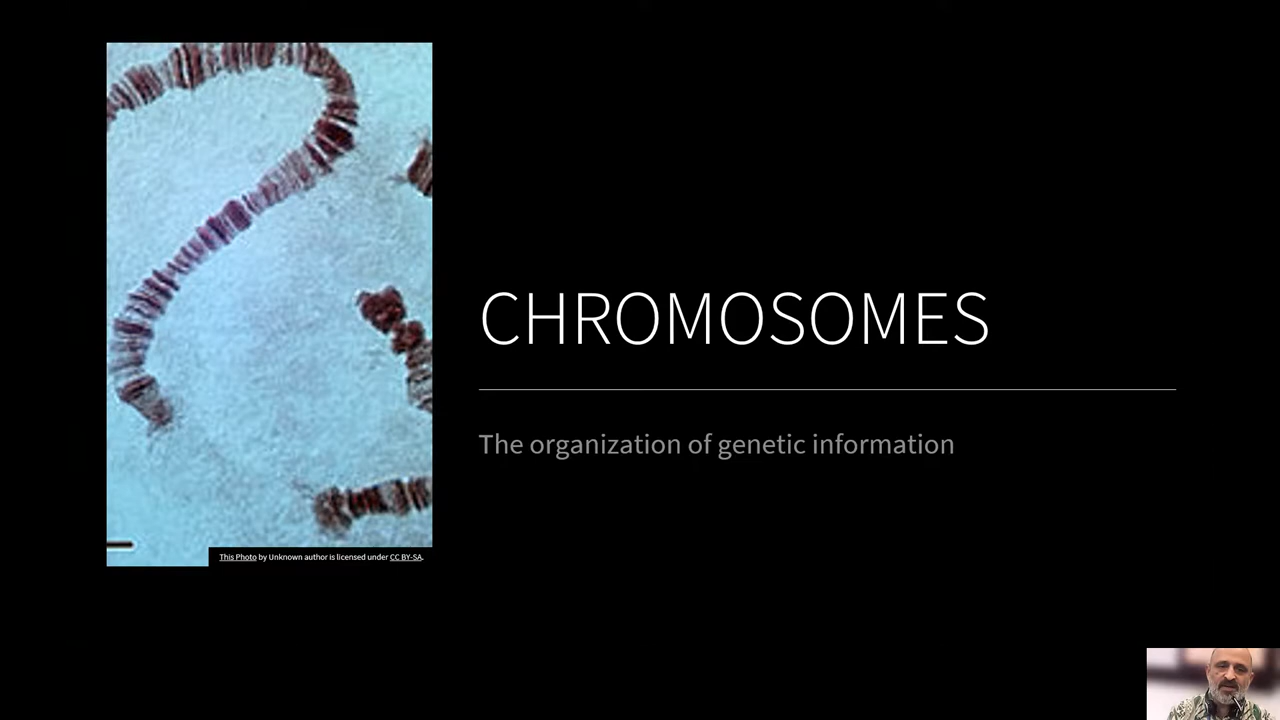 CHROMOSOMES
The organization of genetic information
This Photo by Unknown author is licensed under CC BY-SA.